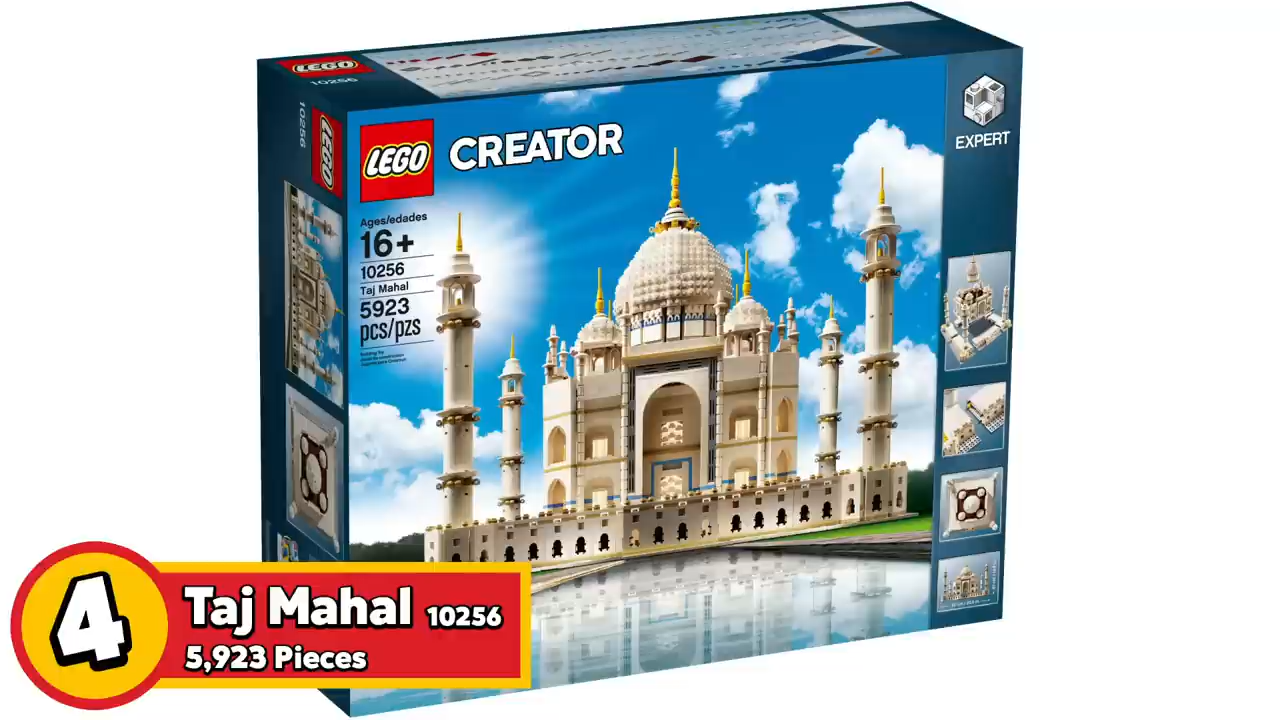 LEGO
10256
10256
LEGO
LEGO CREATOR
EXPERT
Ages/edades
16+
10256
Taj Mahal
5923
pcs/pzs
4
Taj Mahal 10256
5,923 Pieces